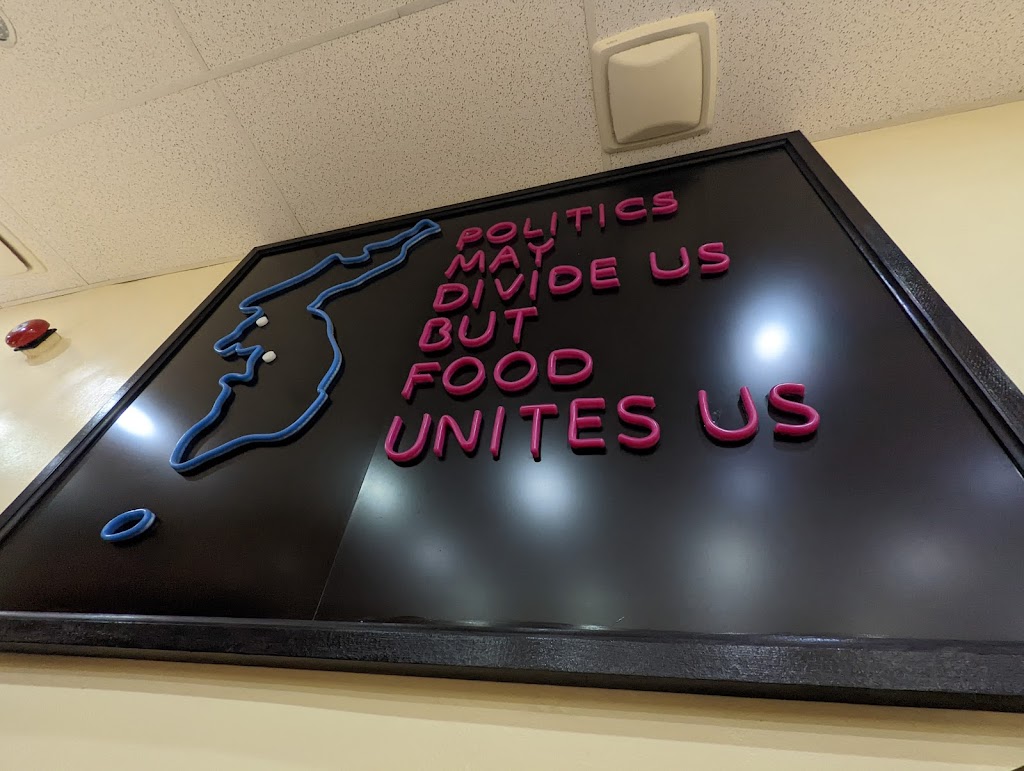 POLITICS
MAY
DIVIDE US
BUT
FOOD
UNITES US